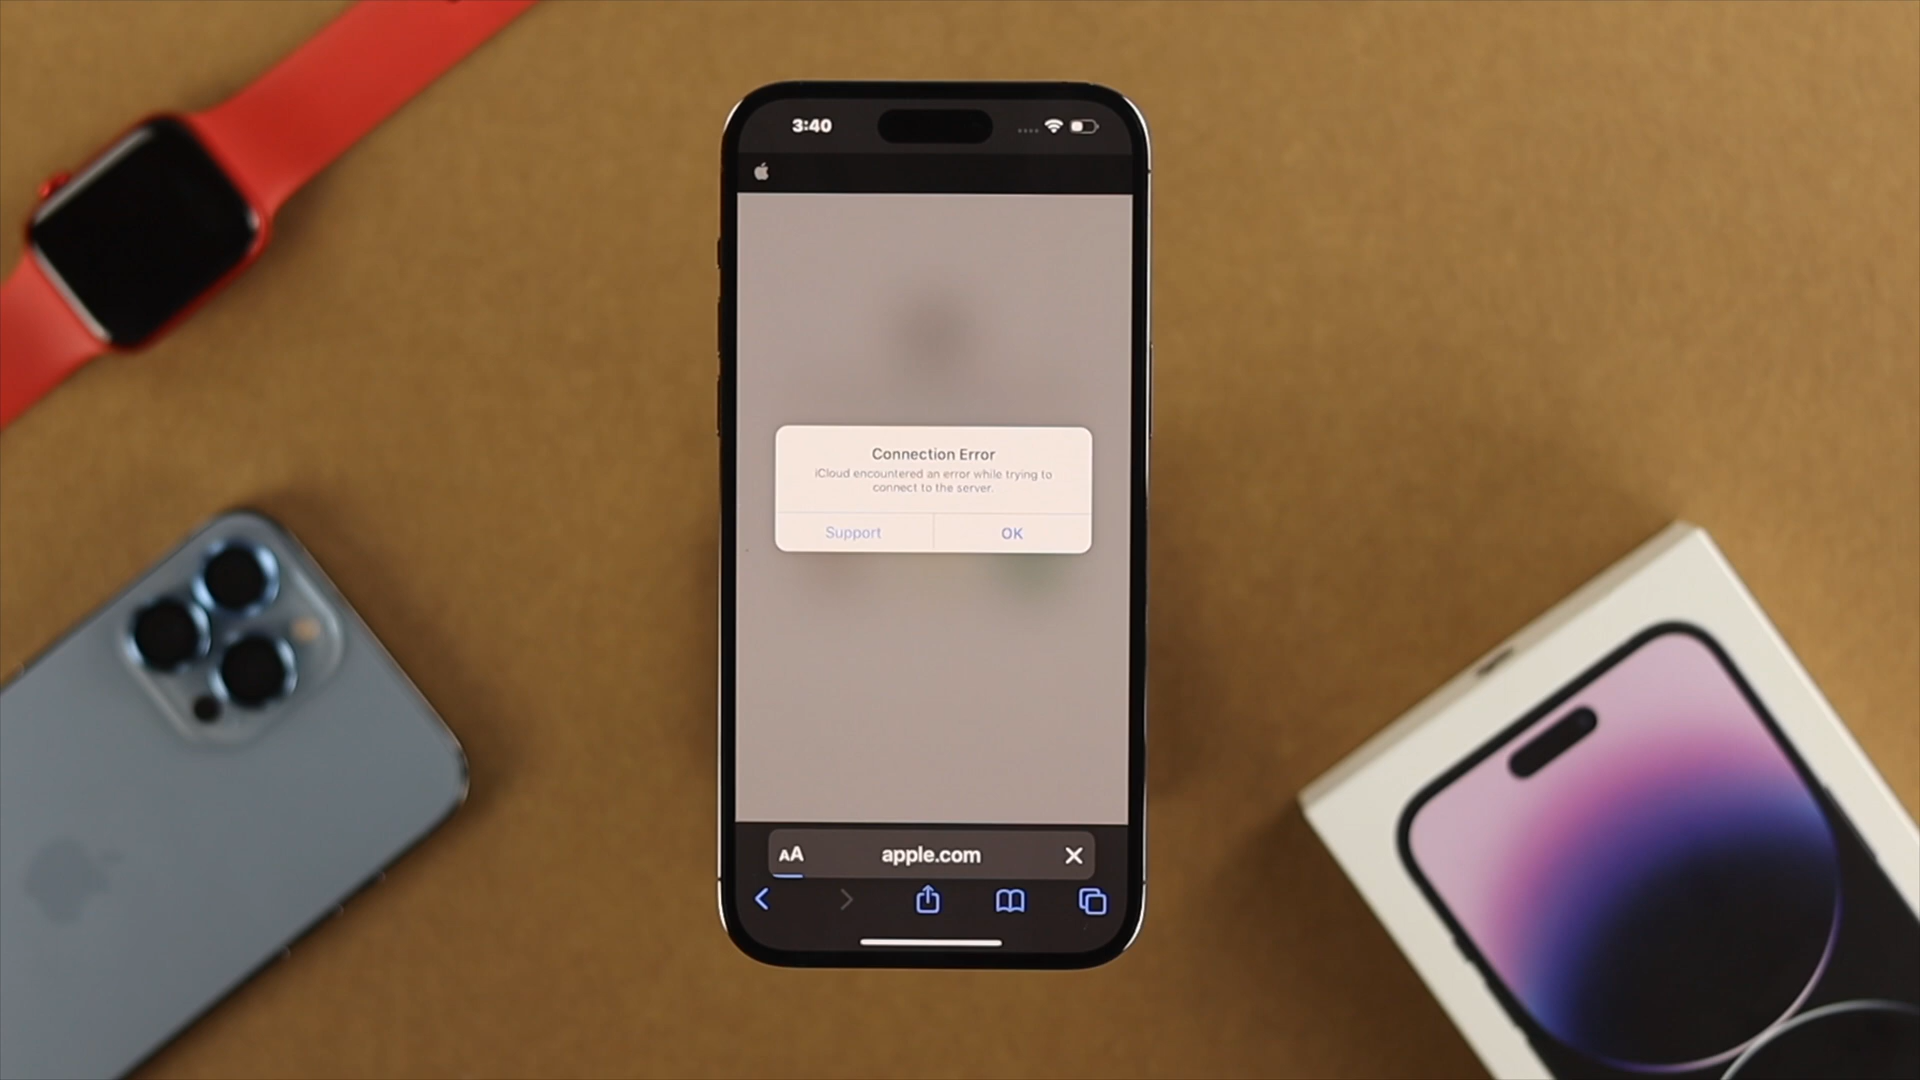 3:40
Connection Error
iCloud encountered an error while trying to
connect to the server.
Support
OK
AA
apple.com